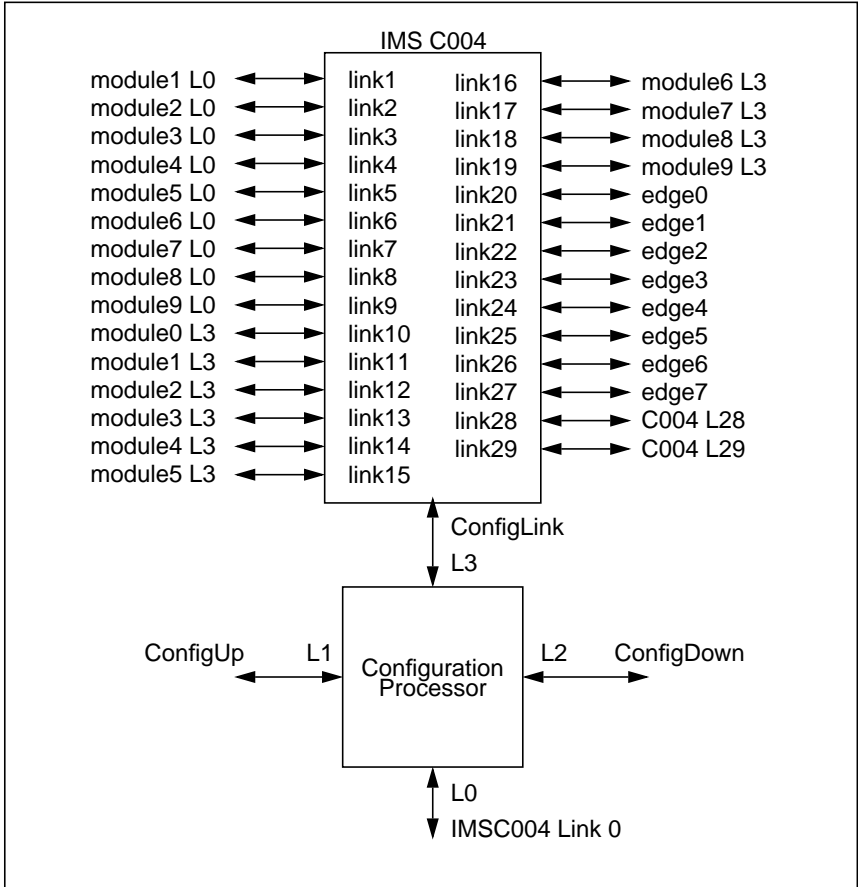 IMS C004
module1 L0 link1 link16 module6 L3
module2 L0 link2 link17 module7 L3
module3 L0 link3 link18 module8 L3
module4 L0 link4 link19 module9 L3
module5 L0 link5 link20 edge0
module6 L0 link6 link21 edge1
module7 L0 link7 link22 edge2
module8 L0 link8 link23 edge3
module9 L0 link9 link24 edge4
module0 L3 link10 link25 edge5
module1 L3 link11 link26 edge6
module2 L3 link12 link27 edge7
module3 L3 link13 link28 C004 L28
module4 L3 link14 link29 C004 L29
module5 L3 link15
ConfigLink
L3
ConfigUp L1 L2 ConfigDown
Configuration
Processor
L0
IMSC004 Link 0